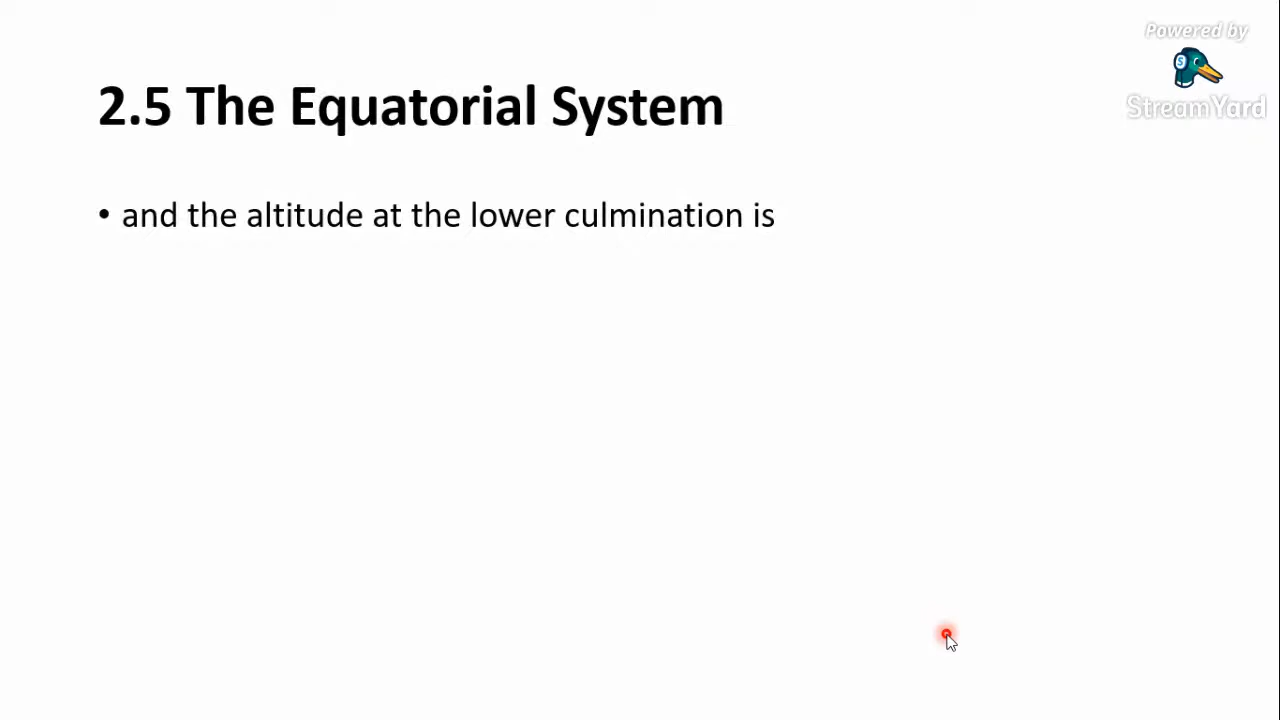 Powered by
StreamYard
2.5 The Equatorial System
• and the altitude at the lower culmination is